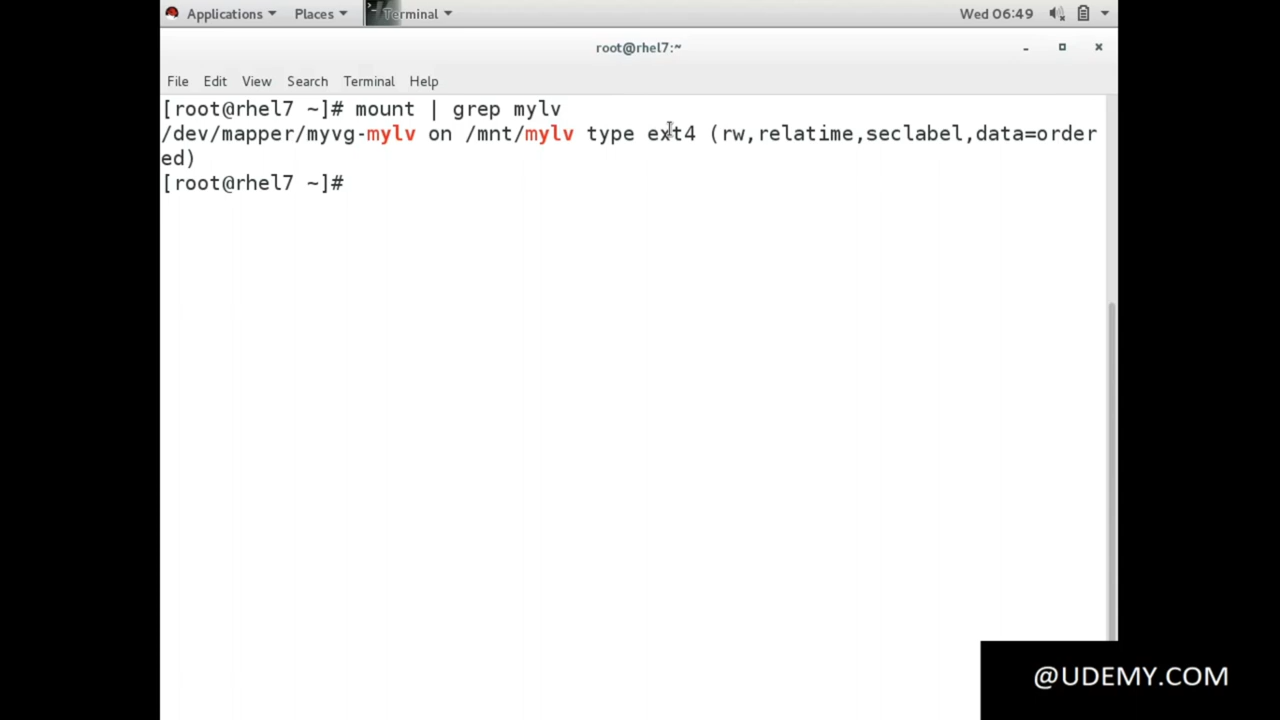 Applications Places Terminal Wed 06:49
root@rhel7:~
File Edit View Search Terminal Help
[root@rhel7 ~]# mount | grep mylv
/dev/mapper/myvg-mylv on /mnt/mylv type ext4 (rw,relatime,seclabel,data=order
ed)
[root@rhel7 ~]#
@UDEMY.COM